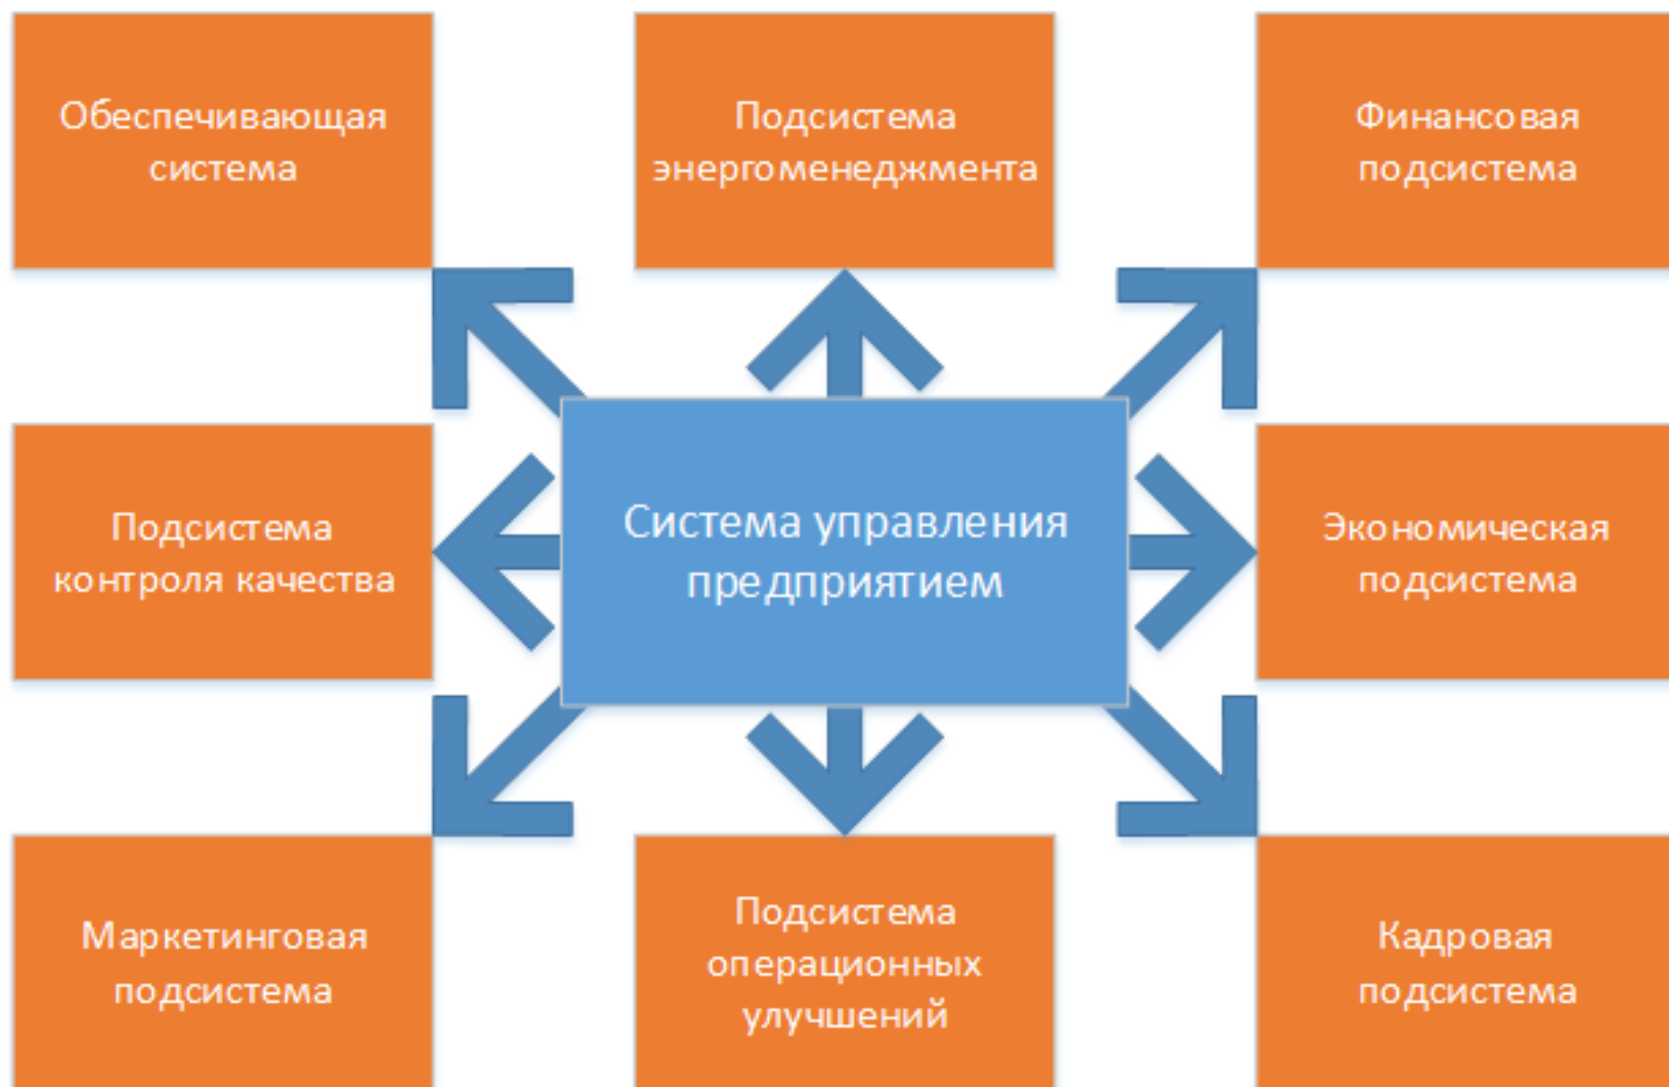 Обеспечивающая
система
Подсистема
энергоменеджмента
Финансовая
подсистема
Подсистема
контроля качества
Система управления
предприятием
Экономическая
подсистема
Маркетинговая
подсистема
Подсистема
операционных
улучшений
Кадровая
подсистема